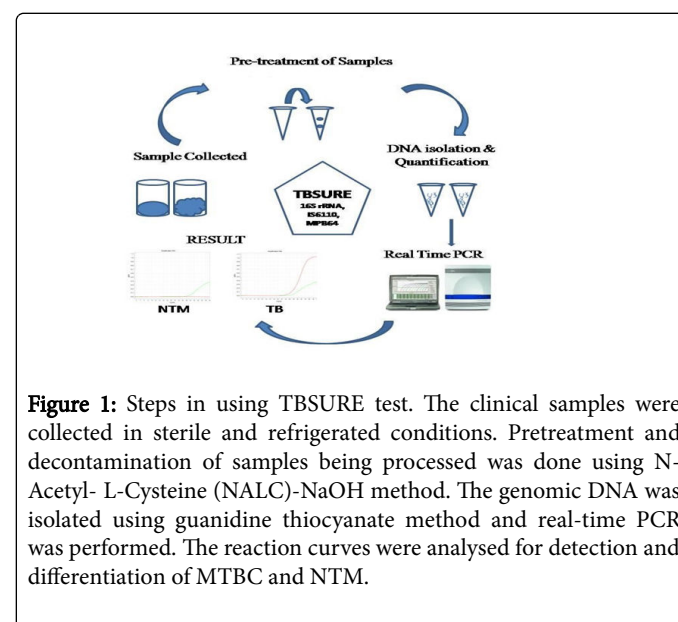 Pre-treatment of Samples
Sample Collected
DNA isolation &
Quantification
TBSURE
16S rRNA,
IS6110,
MPB64
RESULT
Real Time PCR
NTM
TB
Figure 1: Steps in using TBSURE test. The clinical samples were
collected in sterile and refrigerated conditions. Pretreatment and
decontamination of samples being processed was done using N-
Acetyl- L-Cysteine (NALC)-NaOH method. The genomic DNA was
isolated using guanidine thiocyanate method and real-time PCR
was performed. The reaction curves were analysed for detection and
differentiation of MTBC and NTM.